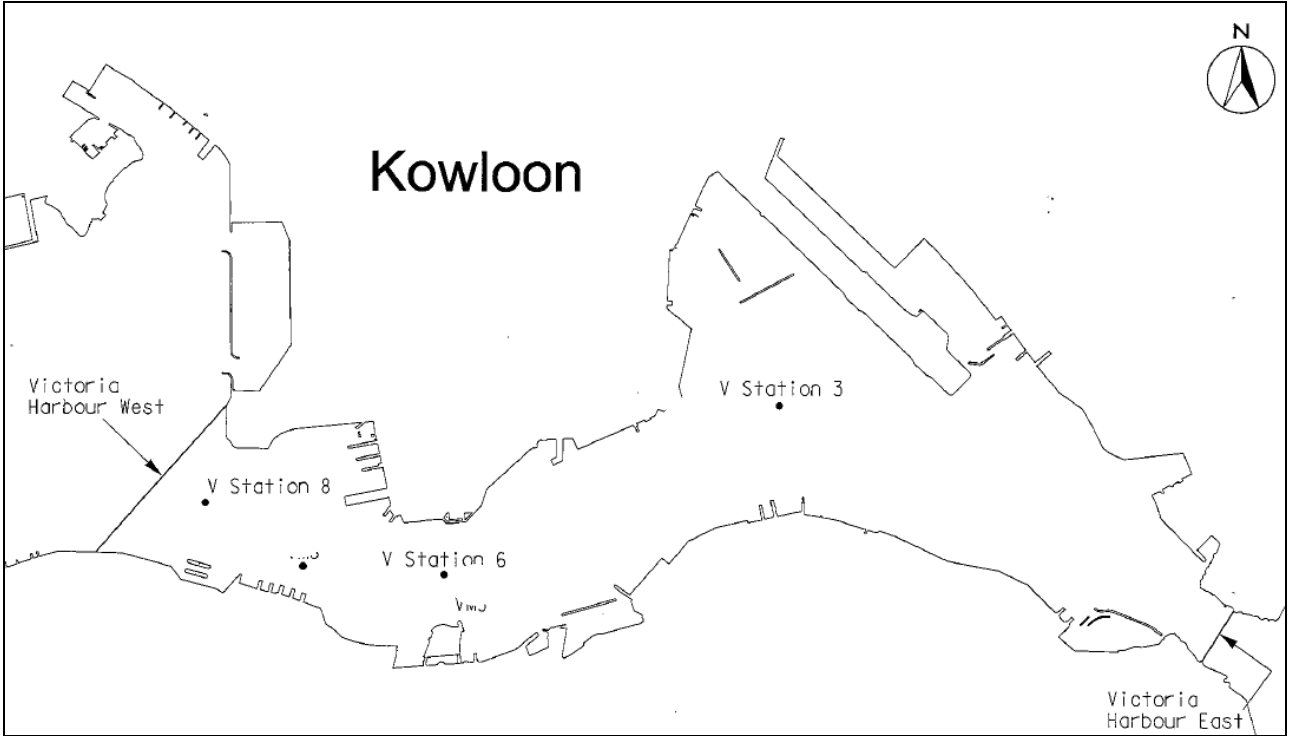 N
Kowloon
Victoria
Harbour West
V Station 3
V Station 8
V Station 6
Victoria
Harbour East